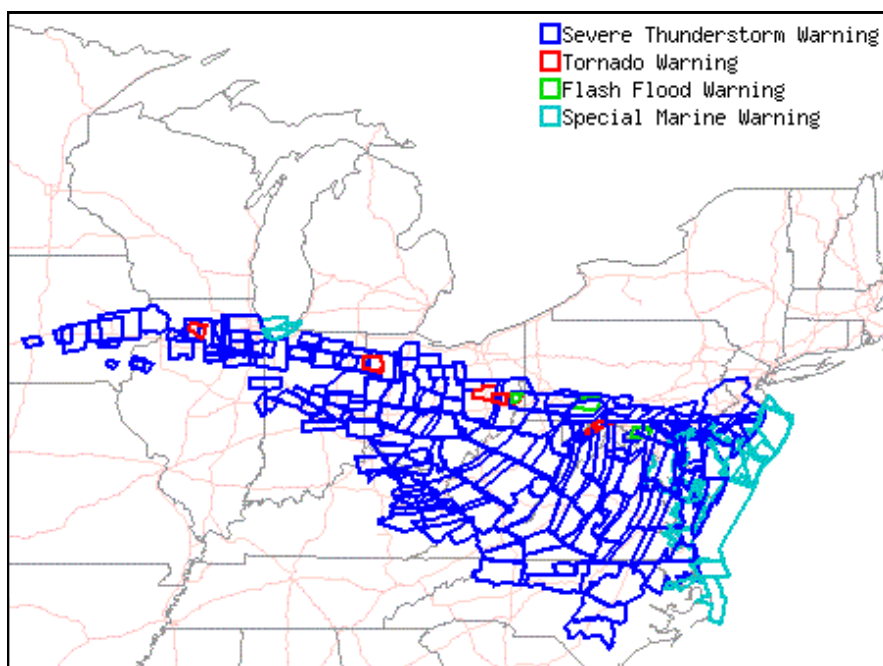 Severe Thunderstorm Warning
Tornado Warning
Flash Flood Warning
Special Marine Warning